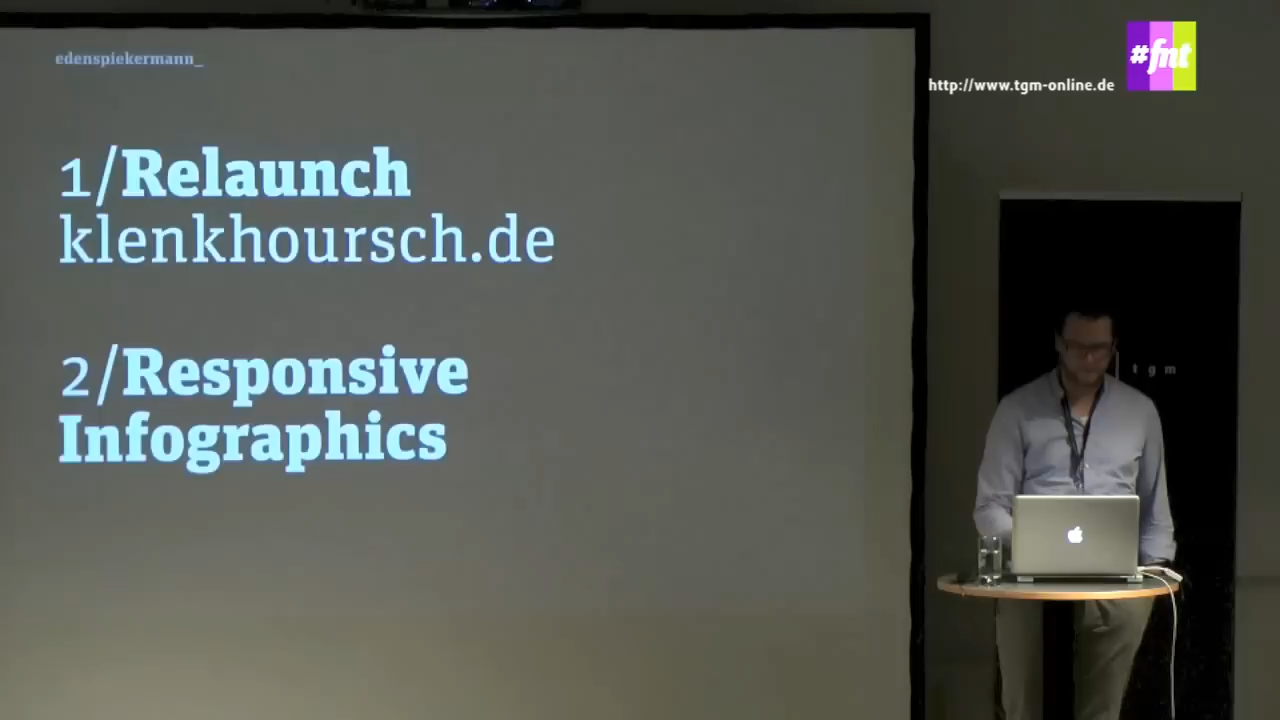 edenspiekermann_
1/Relaunch
klenkhoursch.de
2/Responsive
Infographics
http://www.tgm-online.de
#fnt
tgm